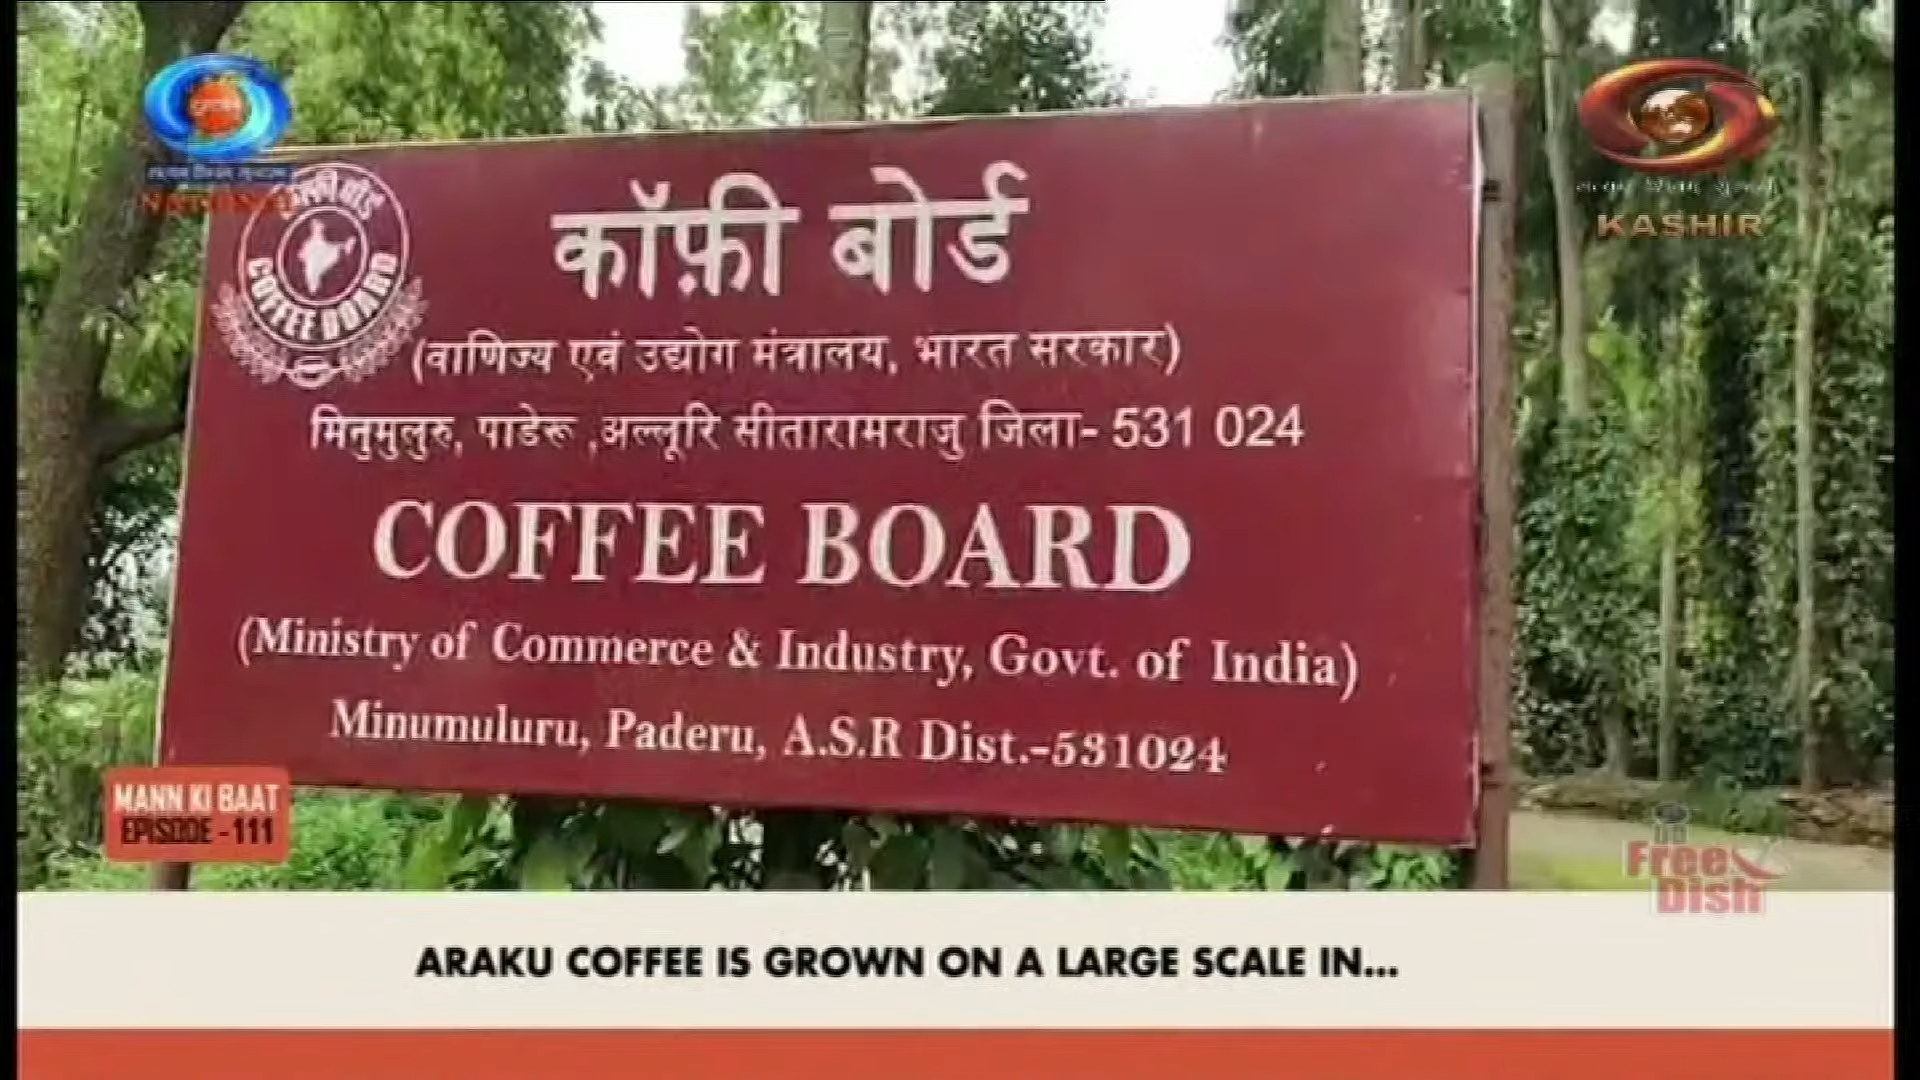 KASHIR
कॉफ़ी बोर्ड
COFFEE BOARD
(वाणिज्य एवं उद्योग मंत्रालय, भारत सरकार)
मिनुमुलुरु, पाडेरू ,अल्लूरि सीतारामराजु जिला- 531 024
COFFEE BOARD
(Ministry of Commerce & Industry, Govt. of India)
Minumuluru, Paderu, A.S.R Dist.-531024
MANN KI BAAT
EPISODE - 111
Free
Dish
ARAKU COFFEE IS GROWN ON A LARGE SCALE IN...